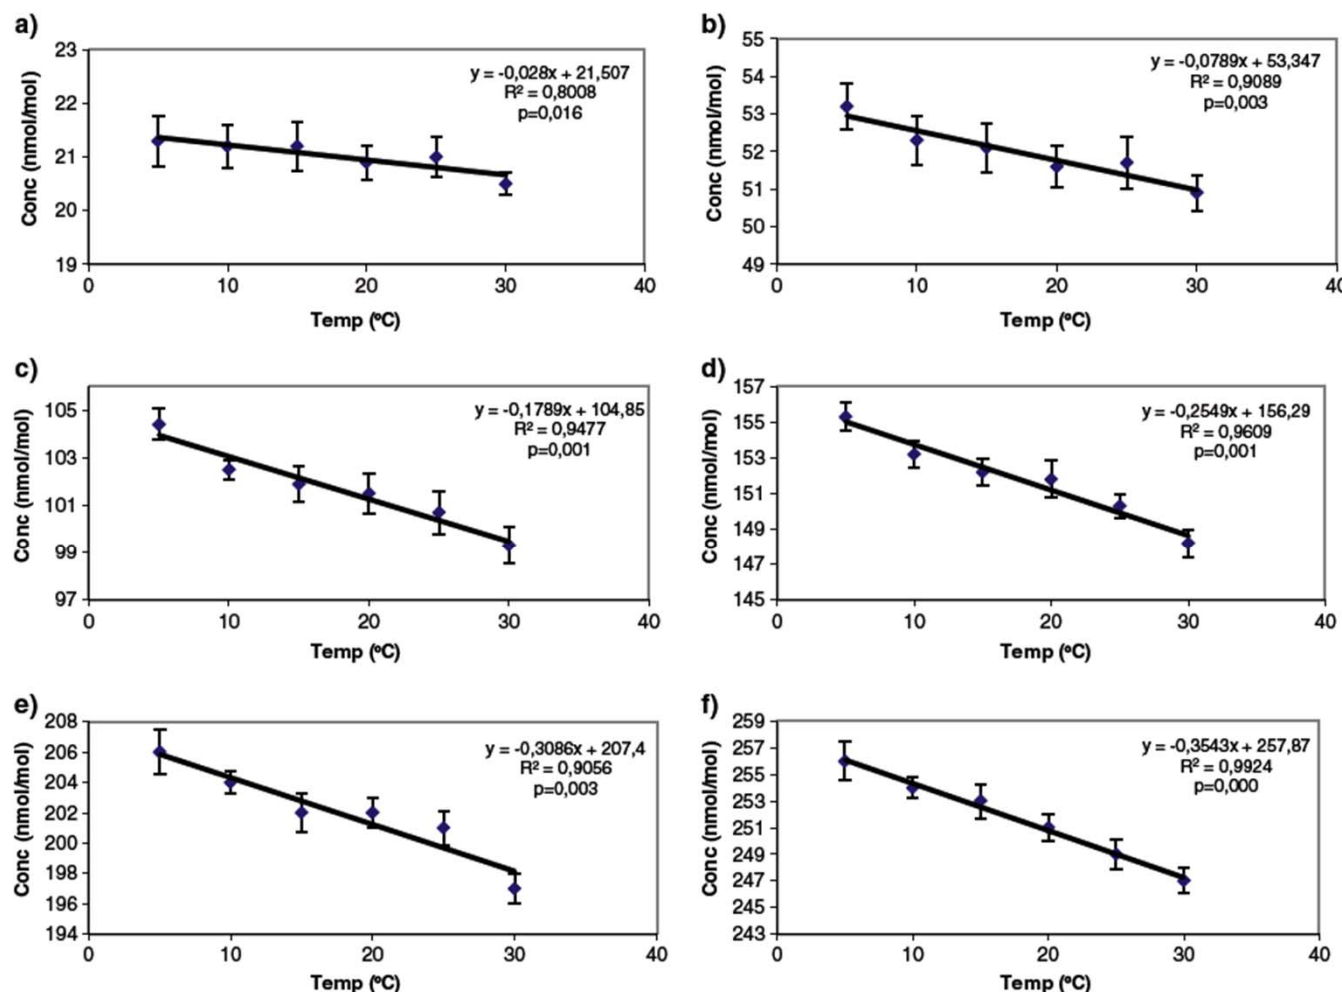 a)
23
22
21
20
19
Conc (nmol/mol)
y = -0,028x + 21,507
R² = 0,8008
p=0,016
0 10 20 30 40
Temp (ºC)
b)
55
54
53
52
51
50
49
Conc (nmol/mol)
y = -0,0789x + 53,347
R² = 0,9089
p=0,003
0 10 20 30 40
Temp (ºC)
c)
105
103
101
99
97
Conc (nmol/mol)
y = -0,1789x + 104,85
R² = 0,9477
p=0,001
0 10 20 30 40
Temp (ºC)
d)
157
155
153
151
149
147
145
Conc (nmol/mol)
y = -0,2549x + 156,29
R² = 0,9609
p=0,001
0 10 20 30 40
Temp (ºC)
e)
208
206
204
202
200
198
196
194
Conc (nmol/mol)
y = -0,3086x + 207,4
R² = 0,9056
p=0,003
0 10 20 30 40
Temp (ºC)
f)
259
257
255
253
251
249
247
245
243
Conc (nmol/mol)
y = -0,3543x + 257,87
R² = 0,9924
p=0,000
0 10 20 30 40
Temp (ºC)